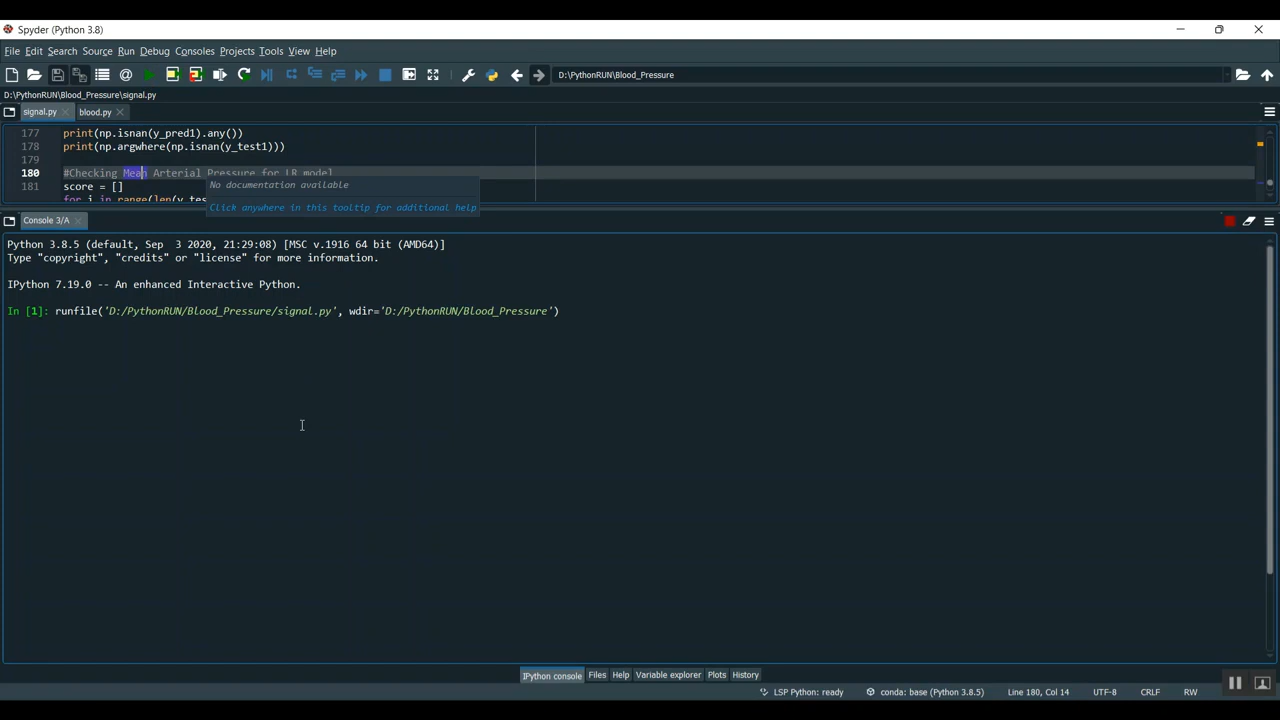 Spyder (Python 3.8)
File Edit Search Source Run Debug Consoles Projects Tools View Help
D:\PythonRUN\Blood_Pressure
D:\PythonRUN\Blood_Pressure\signal.py
signal.py blood.py
177 print(np.isnan(y_pred1).any())
178 print(np.argwhere(np.isnan(y_test1)))
179
180 #Checking Mean Arterial Pressure for LR model
181 score = []
for i in range(len(y_tes
No documentation available
Click anywhere in this tooltip for additional help
Console 3/A
Python 3.8.5 (default, Sep 3 2020, 21:29:08) [MSC v.1916 64 bit (AMD64)]
Type "copyright", "credits" or "license" for more information.
IPython 7.19.0 -- An enhanced Interactive Python.
In [1]: runfile('D:/PythonRUN/Blood_Pressure/signal.py', wdir='D:/PythonRUN/Blood_Pressure')
IPython console Files Help Variable explorer Plots History
LSP Python: ready conda: base (Python 3.8.5) Line 180, Col 14 UTF-8 CRLF RW